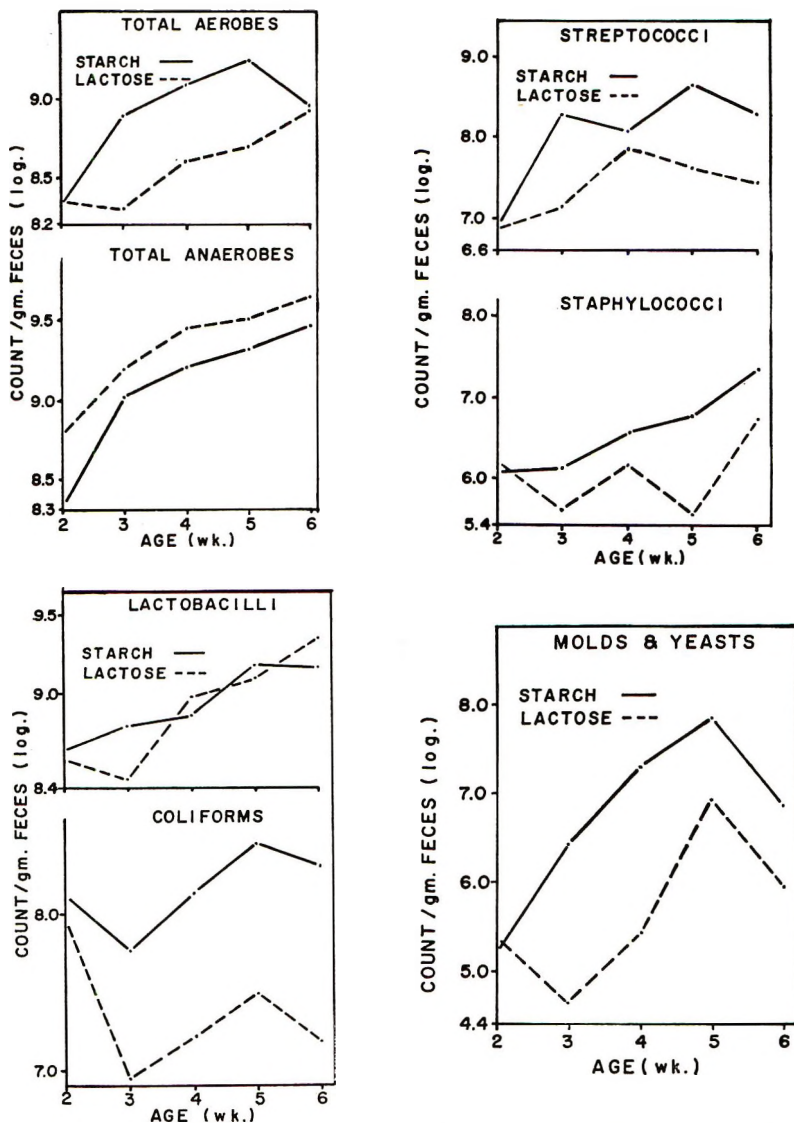 TOTAL AEROBES
STARCH
LACTOSE
9.0
8.5
8.2
TOTAL ANAEROBES
9.5
9.0
8.5
8.3
2 3 4 5 6
AGE (wk.)
COUNT/gm. FECES (log.)
STREPTOCOCCI
STARCH
LACTOSE
9.0
8.0
7.0
6.6
STAPHYLOCOCCI
8.0
7.0
6.0
5.4
2 3 4 5 6
AGE (wk.)
COUNT/gm. FECES (log.)
LACTOBACILLI
STARCH
LACTOSE
9.5
9.0
8.4
COLIFORMS
8.0
7.0
2 3 4 5 6
AGE (wk.)
COUNT/gm. FECES (log.)
MOLDS & YEASTS
STARCH
LACTOSE
8.0
7.0
6.0
5.0
4.4
2 3 4 5 6
AGE (wk.)
COUNT/gm. FECES (log.)